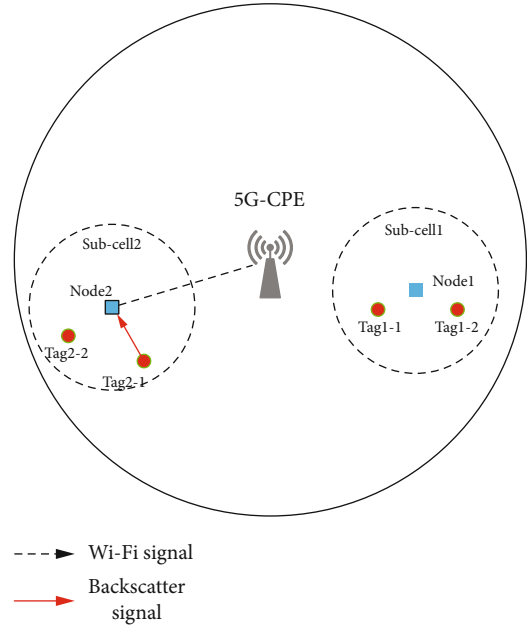 5G-CPE
Sub-cell2
Sub-cell1
Node2
Node1
Tag1-1
Tag1-2
Tag2-2
Tag2-1
Wi-Fi signal
Backscatter
signal